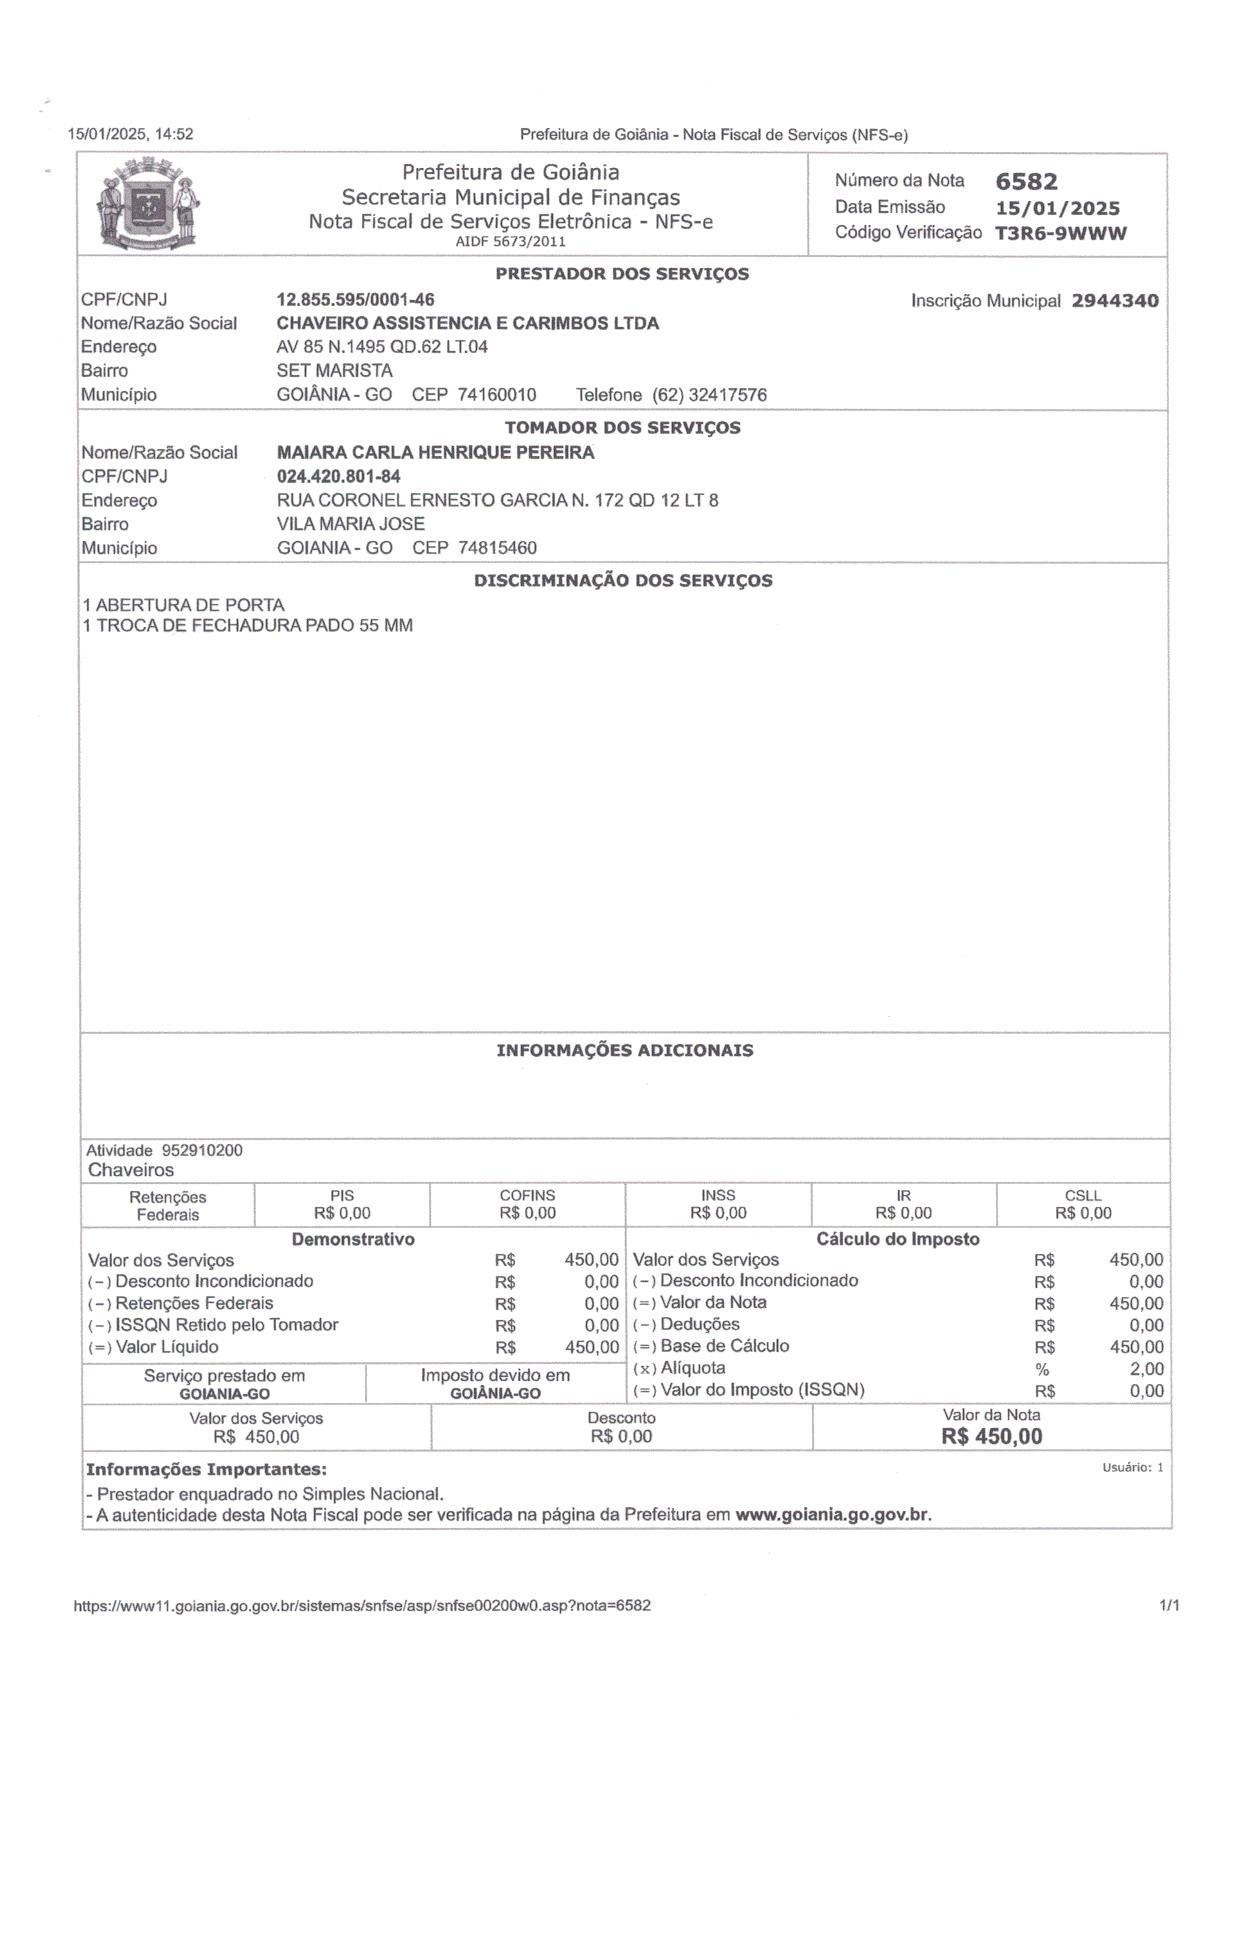 15/01/2025, 14:52 Prefeitura de Goiânia - Nota Fiscal de Serviços (NFS-e)
Prefeitura de Goiânia
Secretaria Municipal de Finanças
Nota Fiscal de Serviços Eletrônica - NFS-e
AIDF 5673/2011
Número da Nota 6582
Data Emissão 15/01/2025
Código Verificação T3R6-9WWW
PRESTADOR DOS SERVIÇOS
CPF/CNPJ 12.855.595/0001-46 Inscrição Municipal 2944340
Nome/Razão Social CHAVEIRO ASSISTENCIA E CARIMBOS LTDA
Endereço AV 85 N.1495 QD.62 LT.04
Bairro SET MARISTA
Município GOIÂNIA - GO CEP 74160010 Telefone (62) 32417576
TOMADOR DOS SERVIÇOS
Nome/Razão Social MAIARA CARLA HENRIQUE PEREIRA
CPF/CNPJ 024.420.801-84
Endereço RUA CORONEL ERNESTO GARCIA N. 172 QD 12 LT 8
Bairro VILA MARIA JOSE
Município GOIANIA - GO CEP 74815460
DISCRIMINAÇÃO DOS SERVIÇOS
1 ABERTURA DE PORTA
1 TROCA DE FECHADURA PADO 55 MM
INFORMAÇÕES ADICIONAIS
Atividade 952910200
Chaveiros
Retenções Federais PIS R$ 0,00 COFINS R$ 0,00 INSS R$ 0,00 IR R$ 0,00 CSLL R$ 0,00
Demonstrativo
Valor dos Serviços R$ 450,00
(-) Desconto Incondicionado R$ 0,00
(-) Retenções Federais R$ 0,00
(-) ISSQN Retido pelo Tomador R$ 0,00
(=) Valor Líquido R$ 450,00
Serviço prestado em
GOIANIA-GO
Imposto devido em
GOIÂNIA-GO
Cálculo do Imposto
Valor dos Serviços R$ 450,00
(-) Desconto Incondicionado R$ 0,00
(=) Valor da Nota R$ 450,00
(-) Deduções R$ 0,00
(=) Base de Cálculo R$ 450,00
(x) Alíquota % 2,00
(=) Valor do Imposto (ISSQN) R$ 0,00
Valor dos Serviços
R$ 450,00
Desconto
R$ 0,00
Valor da Nota
R$ 450,00
Informações Importantes: Usuário: 1
- Prestador enquadrado no Simples Nacional.
- A autenticidade desta Nota Fiscal pode ser verificada na página da Prefeitura em www.goiania.go.gov.br.
https://www11.goiania.go.gov.br/sistemas/snfse/asp/snfse00200w0.asp?nota=6582 1/1